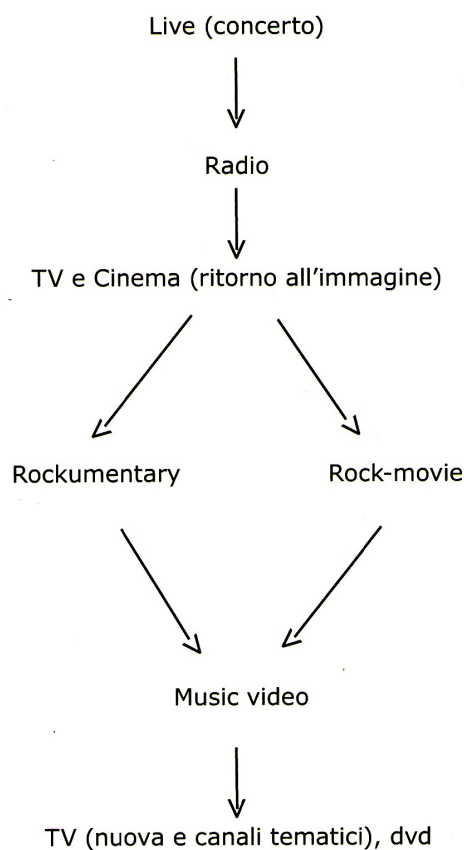 Live (concerto)
Radio
TV e Cinema (ritorno all'immagine)
Rockumentary
Rock-movie
Music video
TV (nuova e canali tematici), dvd